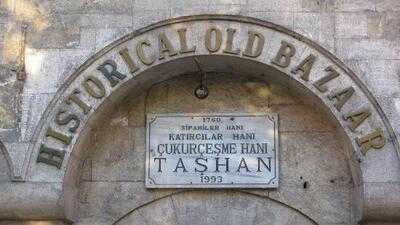 HISTORICAL OLD BAZAAR
1760
SİPAHİLER HANI
KATIRCILAR HANI
ÇUKURÇEŞME HANI
TAŞHAN
1993